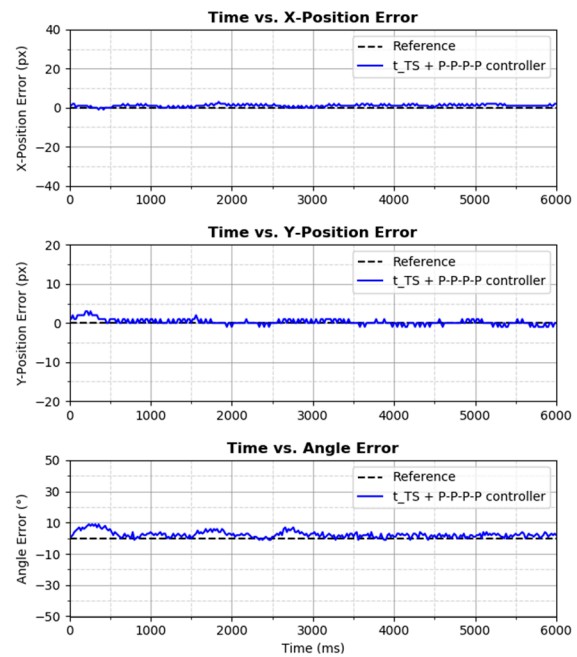 Time vs. X-Position Error
X-Position Error (px)
40
20
0
−20
−40
Reference
t_TS + P-P-P-P controller
0 1000 2000 3000 4000 5000 6000
Time vs. Y-Position Error
Y-Position Error (px)
20
10
0
−10
−20
Reference
t_TS + P-P-P-P controller
0 1000 2000 3000 4000 5000 6000
Time vs. Angle Error
Angle Error (°)
50
30
10
−10
−30
−50
Reference
t_TS + P-P-P-P controller
0 1000 2000 3000 4000 5000 6000
Time (ms)